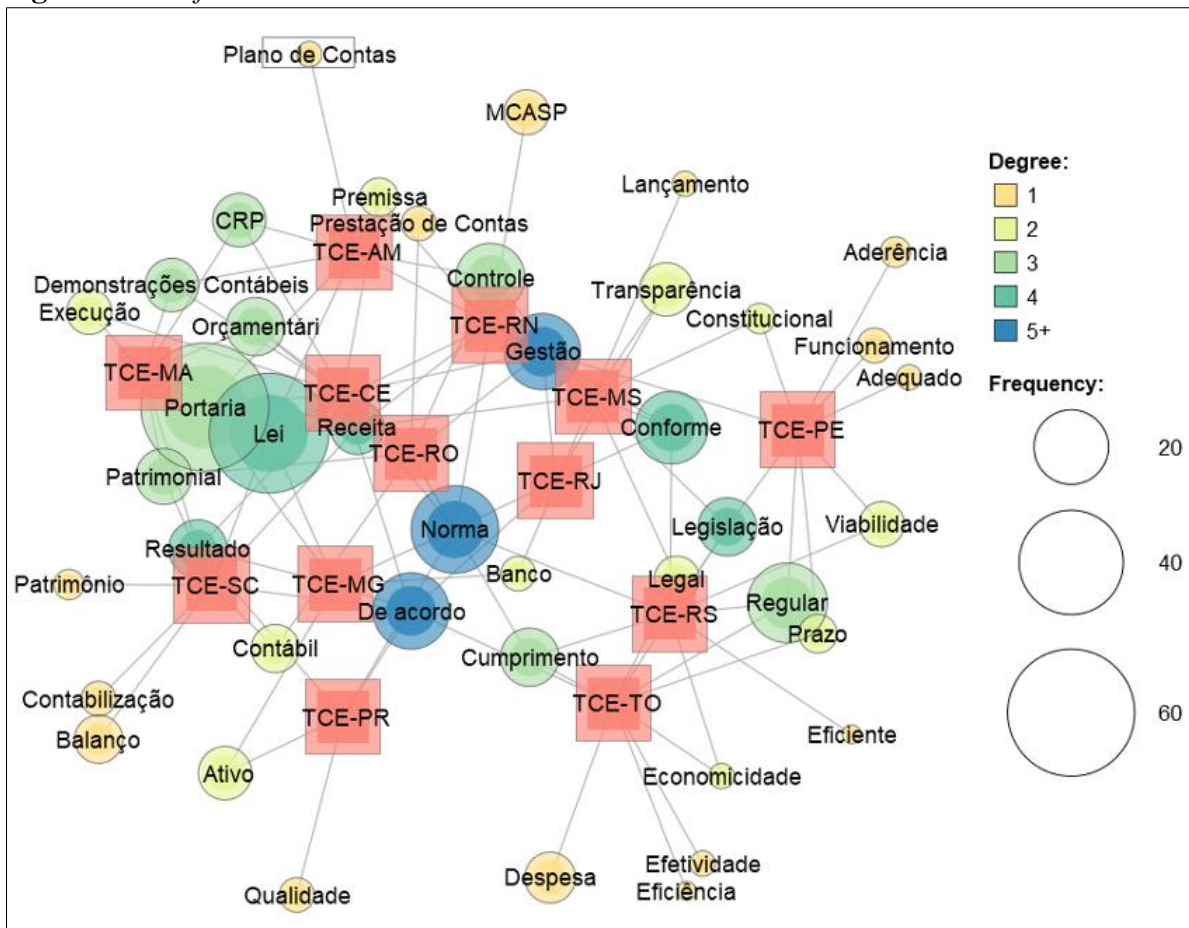 Plano de Contas
MCASP
Degree:
Lançamento
1
Premissa
2
CRP
Prestação de Contas
3
TCE-AM
Aderência
4
Controle
Demonstrações Contábeis
Transparência
5+
Execução
Orçamentári
TCE-RN
Constitucional
Gestão
Funcionamento
TCE-MA
Adequado
Frequency:
TCE-CE
TCE-MS
Portaria
Lei
Receita
Conforme
TCE-PE
20
TCE-RO
Patrimonial
TCE-RJ
Norma
Legislação
Viabilidade
Resultado
40
Patrimônio
TCE-SC
TCE-MG
Banco
Legal
De acordo
TCE-RS
Regular
Prazo
Contábil
Cumprimento
Contabilização
TCE-PR
TCE-TO
60
Balanço
Eficiente
Ativo
Economicidade
Despesa
Efetividade
Qualidade
Eficiência